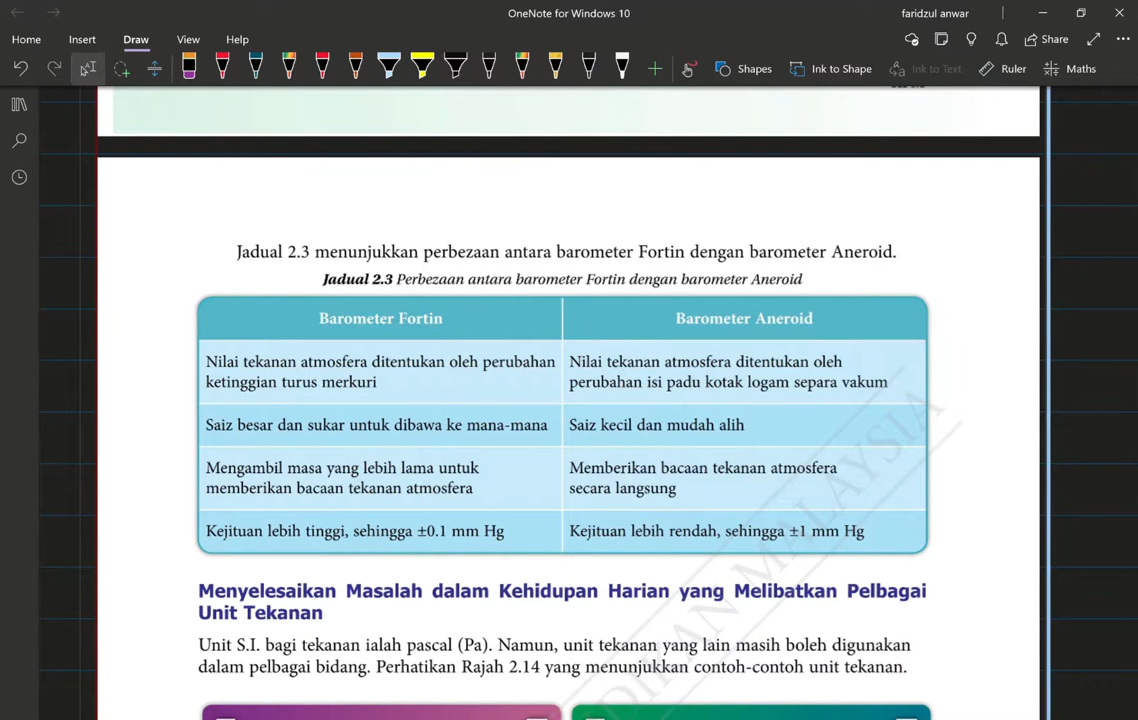 OneNote for Windows 10
faridzul anwar
Home
Insert
Draw
View
Help
Share
Shapes
Ink to Shape
Ink to Text
Ruler
Maths
Jadual 2.3 menunjukkan perbezaan antara barometer Fortin dengan barometer Aneroid.
Jadual 2.3 Perbezaan antara barometer Fortin dengan barometer Aneroid
Barometer Fortin
Barometer Aneroid
Nilai tekanan atmosfera ditentukan oleh perubahan
ketinggian turus merkuri
Nilai tekanan atmosfera ditentukan oleh
perubahan isi padu kotak logam separa vakum
Saiz besar dan sukar untuk dibawa ke mana-mana
Saiz kecil dan mudah alih
Mengambil masa yang lebih lama untuk
memberikan bacaan tekanan atmosfera
Memberikan bacaan tekanan atmosfera
secara langsung
Kejituan lebih tinggi, sehingga ±0.1 mm Hg
Kejituan lebih rendah, sehingga ±1 mm Hg
Menyelesaikan Masalah dalam Kehidupan Harian yang Melibatkan Pelbagai
Unit Tekanan
Unit S.I. bagi tekanan ialah pascal (Pa). Namun, unit tekanan yang lain masih boleh digunakan
dalam pelbagai bidang. Perhatikan Rajah 2.14 yang menunjukkan contoh-contoh unit tekanan.
DIKAN MALAYSIA